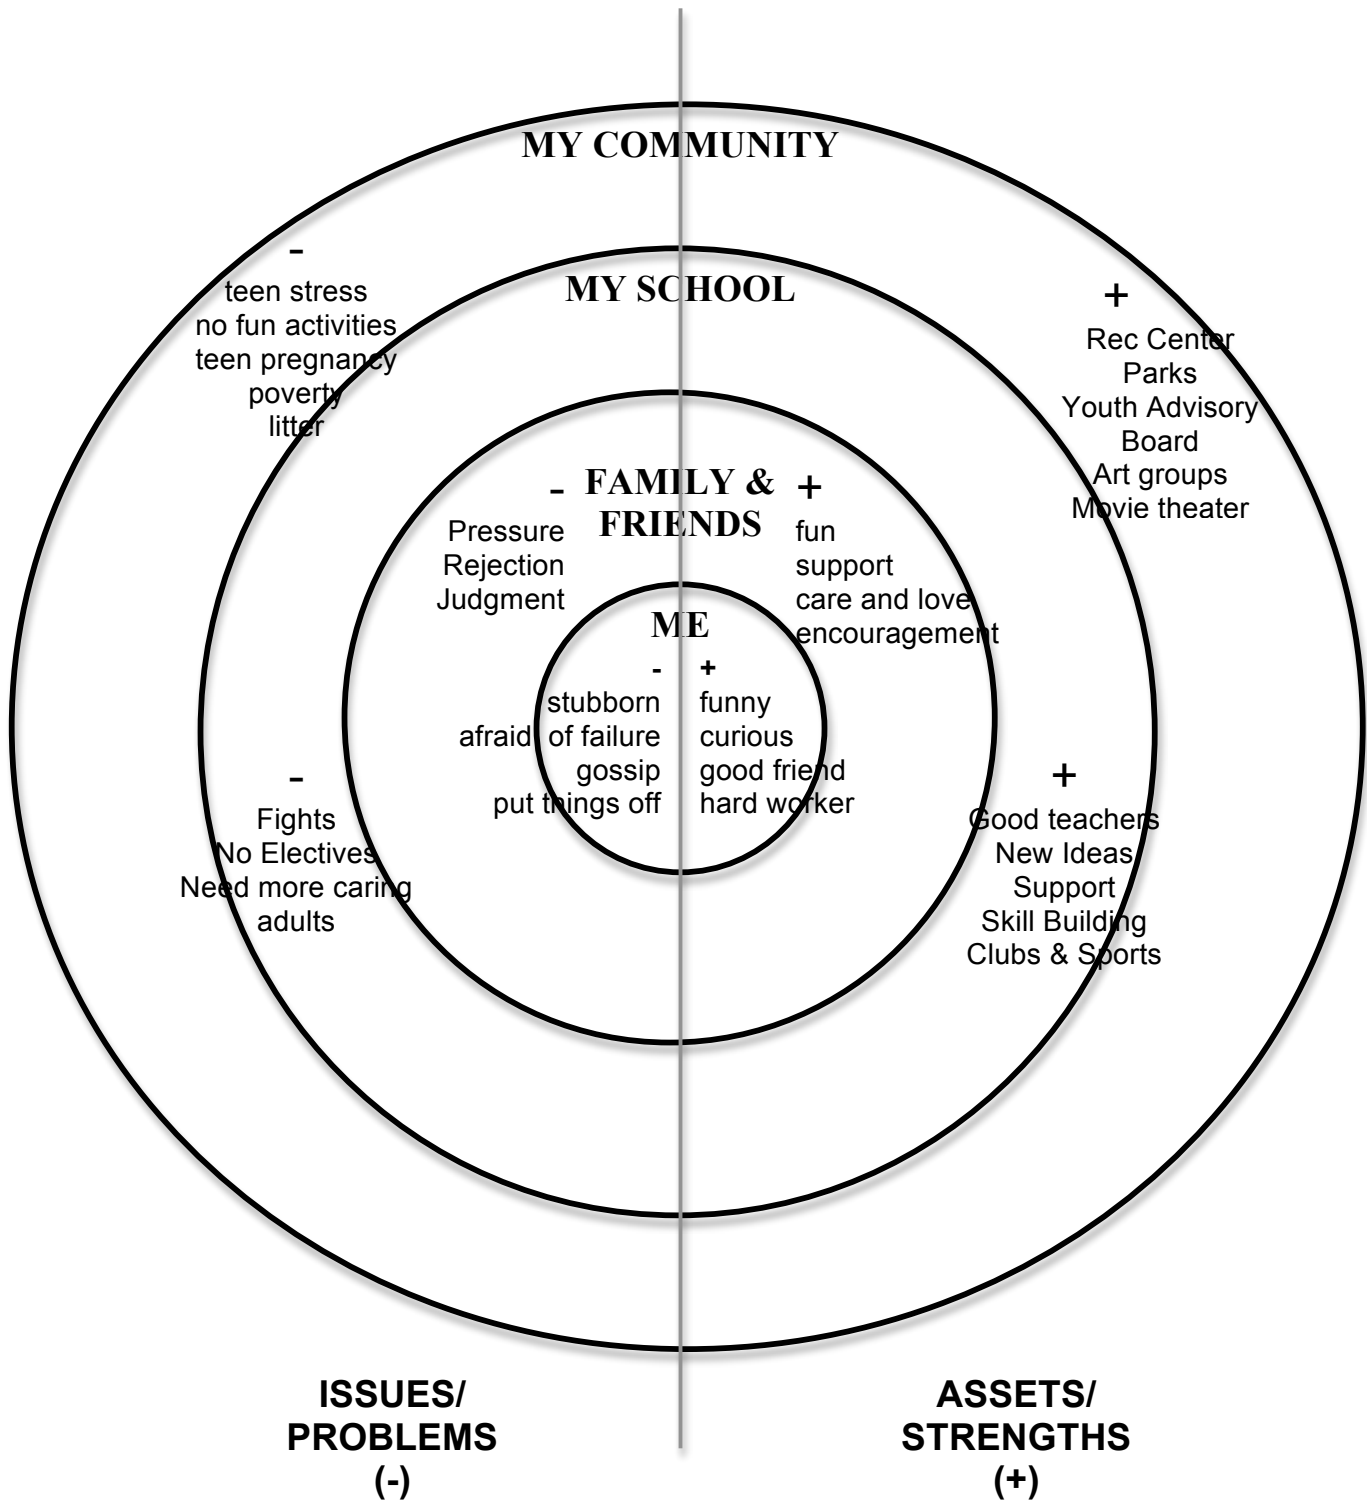 MY COMMUNITY
-
teen stress
no fun activities
teen pregnancy
poverty
litter
+
Rec Center
Parks
Youth Advisory
Board
Art groups
Movie theater
MY SCHOOL
-
Fights
No Electives
Need more caring
adults
+
Good teachers
New Ideas
Support
Skill Building
Clubs & Sports
FAMILY &
FRIENDS
-
Pressure
Rejection
Judgment
+
fun
support
care and love
encouragement
ME
-
stubborn
afraid of failure
gossip
put things off
+
funny
curious
good friend
hard worker
ISSUES/
PROBLEMS
(-)
ASSETS/
STRENGTHS
(+)